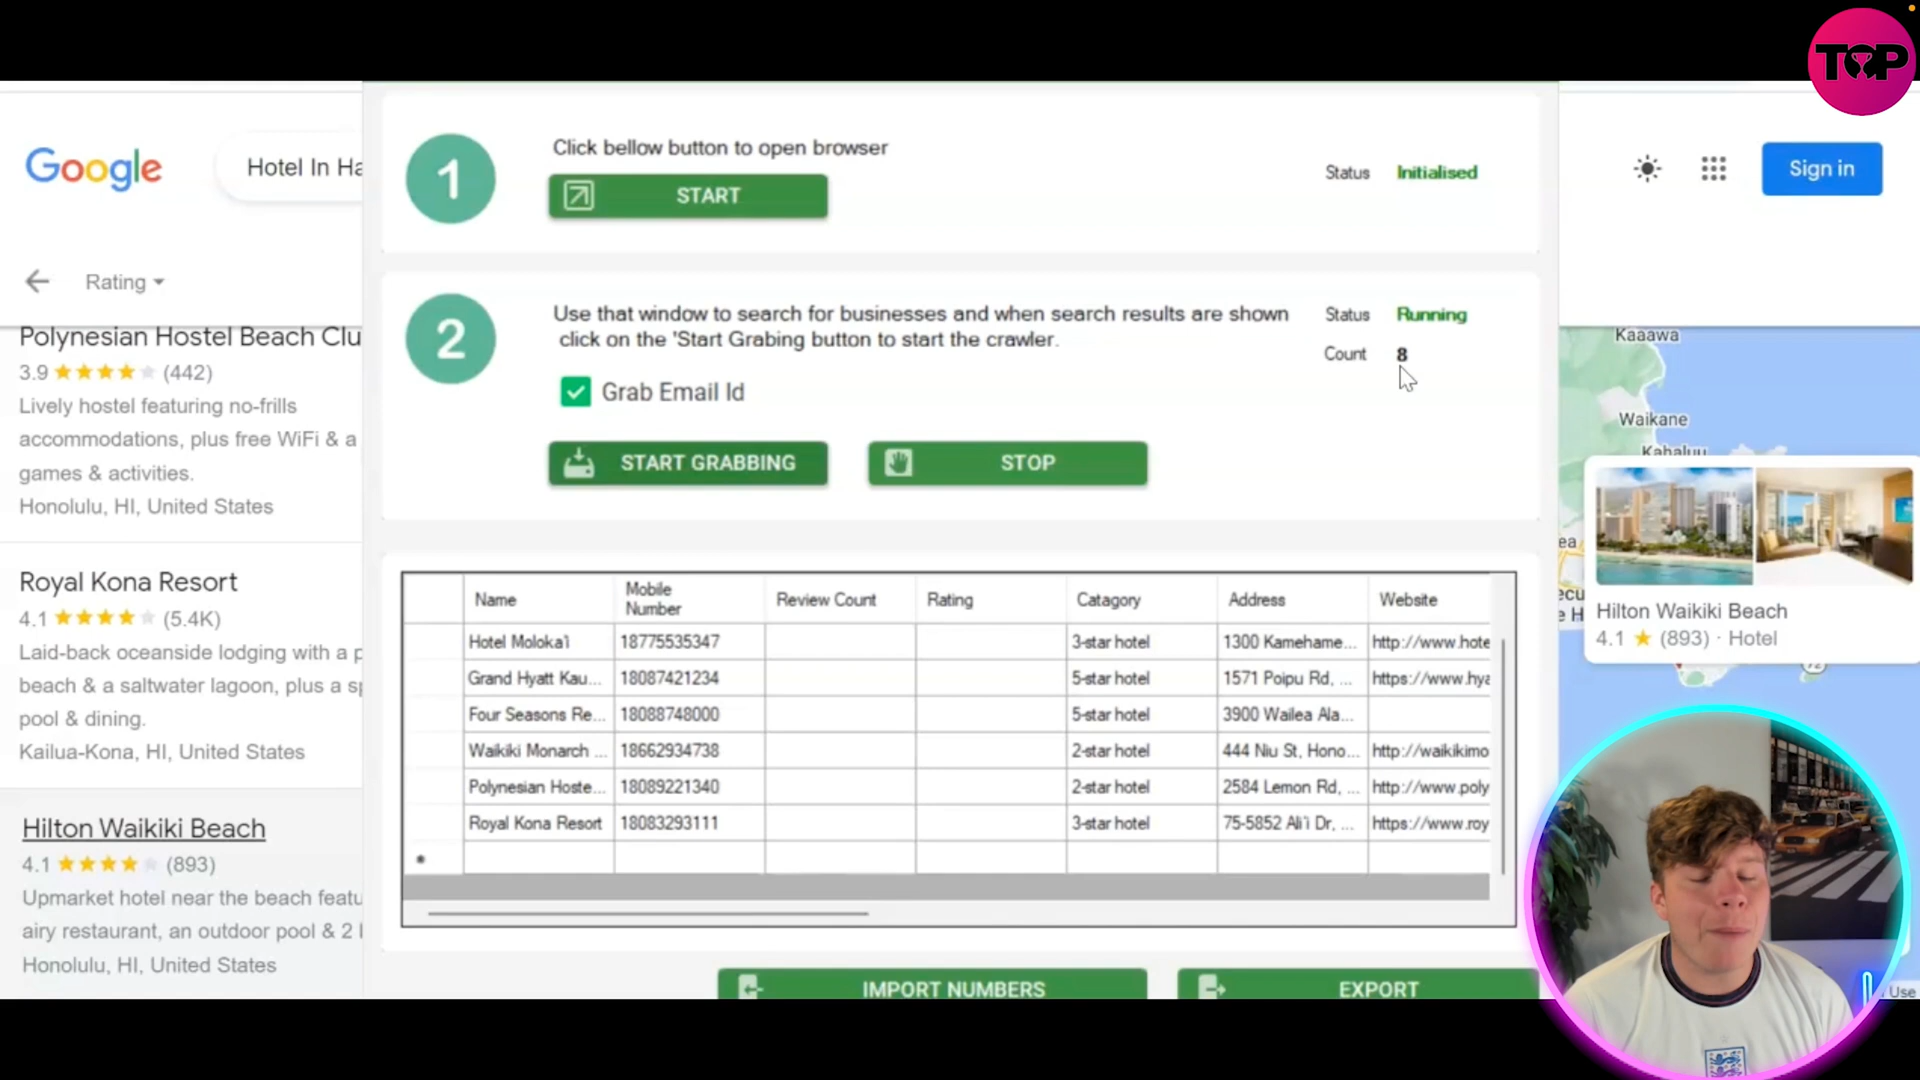 TOP
Google
Hotel In Ha
Sign in
Rating
Polynesian Hostel Beach Clu
3.9 (442)
Lively hostel featuring no-frills
accommodations, plus free WiFi & a
games & activities.
Honolulu, HI, United States
Royal Kona Resort
4.1 (5.4K)
Laid-back oceanside lodging with a p
beach & a saltwater lagoon, plus a sp
pool & dining.
Kailua-Kona, HI, United States
Hilton Waikiki Beach
4.1 (893)
Upmarket hotel near the beach featu
airy restaurant, an outdoor pool & 2
Honolulu, HI, United States
1
Click bellow button to open browser
START
Status Initialised
2
Use that window to search for businesses and when search results are shown
click on the 'Start Grabing button to start the crawler.
Status Running
Count 8
Grab Email Id
START GRABBING
STOP
Name Mobile Number Review Count Rating Catagory Address Website
Hotel Moloka'i 18775535347 3-star hotel 1300 Kamehame... http://www.hote
Grand Hyatt Kau... 18087421234 5-star hotel 1571 Poipu Rd, ... https://www.hya
Four Seasons Re... 18088748000 5-star hotel 3900 Wailea Ala...
Waikiki Monarch ... 18662934738 2-star hotel 444 Niu St, Hono... http://waikikimo
Polynesian Hoste... 18089221340 2-star hotel 2584 Lemon Rd, ... http://www.poly
Royal Kona Resort 18083293111 3-star hotel 75-5852 Ali'i Dr, ... https://www.roy
IMPORT NUMBERS
EXPORT
Kaaawa
Waikane
Kahaluu
Hilton Waikiki Beach
4.1 (893) · Hotel
72
Use